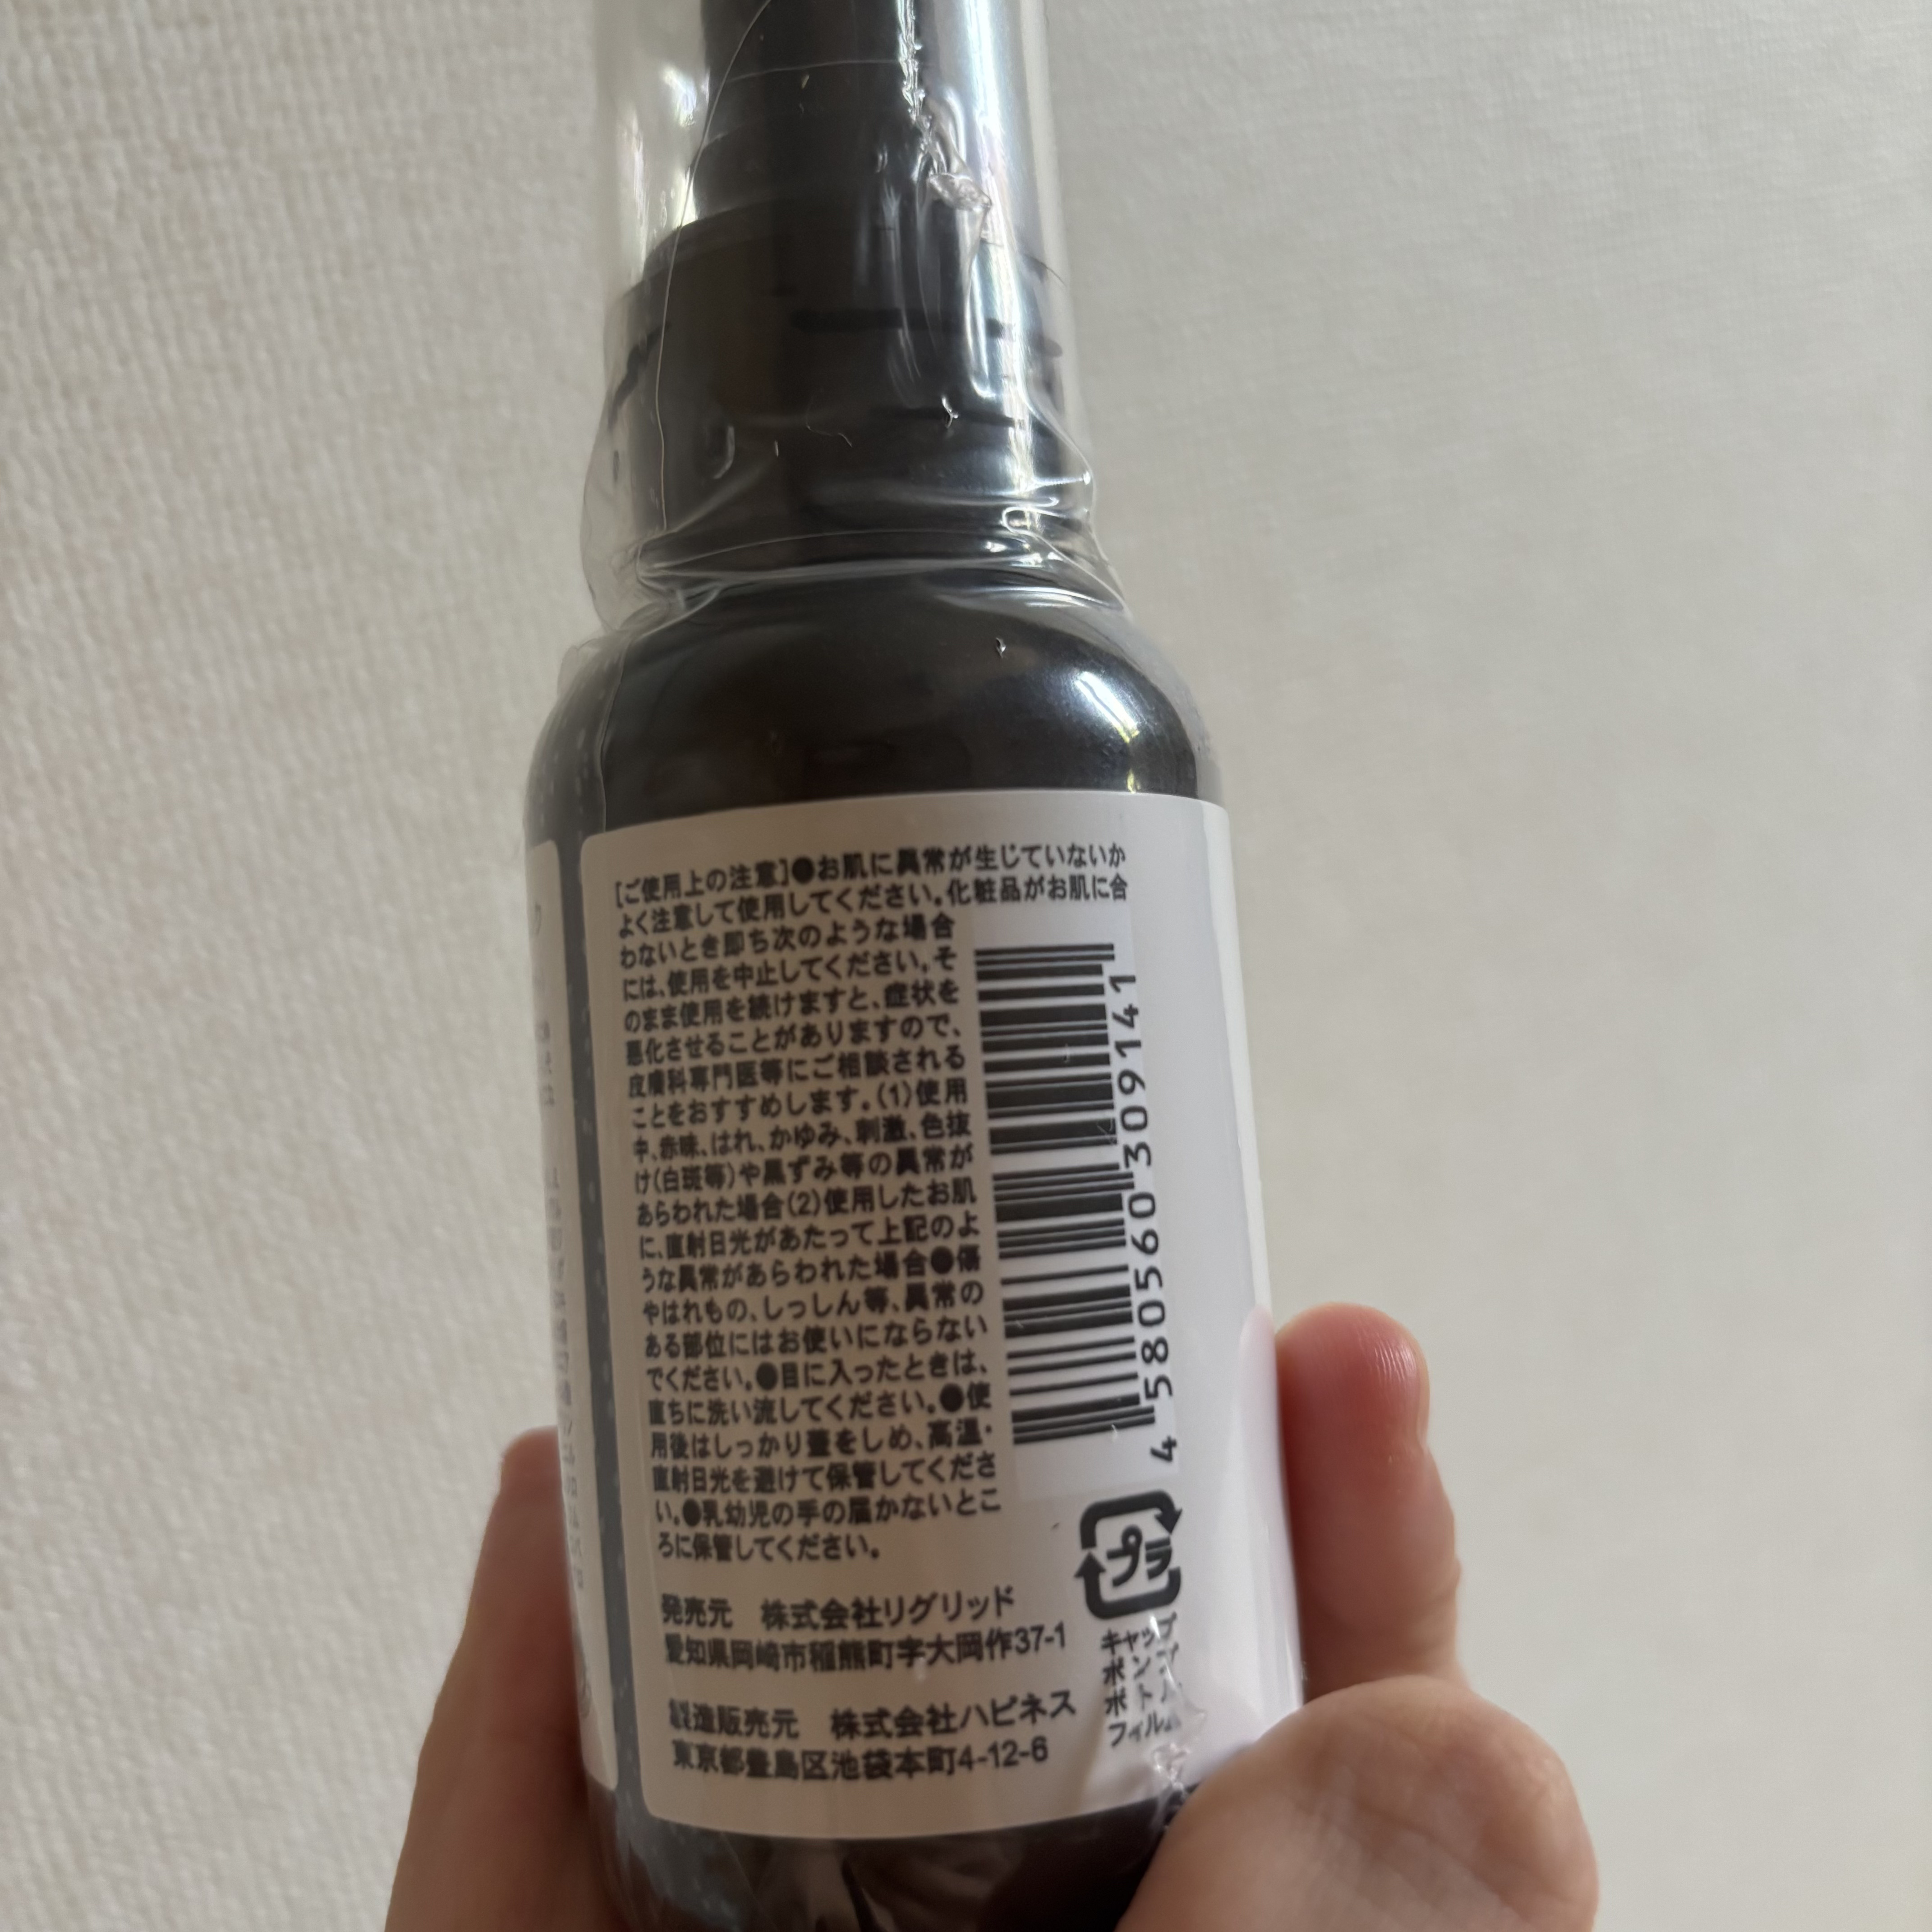 [ご使用上の注意]●お肌に異常が生じていないか
よく注意して使用してください。化粧品がお肌に合
わないとき即ち次のような場合
には、使用を中止してください。そ
のまま使用を続けますと、症状を
悪化させることがありますので、
皮膚科専門医等にご相談される
ことをおすすめします。(1)使用
中、赤味、はれ、かゆみ、刺激、色抜
け(白斑等)や黒ずみ等の異常が
あらわれた場合(2)使用したお肌
に、直射日光があたって上記のよ
うな異常があらわれた場合●傷
やはれもの、しっしん等、異常の
ある部位にはお使いにならない
でください。●目に入ったときは、
直ちに洗い流してください。●使
用後はしっかり蓋をしめ、高温・
直射日光を避けて保管してくださ
い。●乳幼児の手の届かないとこ
ろに保管してください。
4 580560 309141
プラ
キャップ
ポンプ
ボトル
フィルム
発売元 株式会社リグリッド
愛知県岡崎市稲熊町字大岡作37-1
製造販売元 株式会社ハピネス
東京都豊島区池袋本町4-12-6